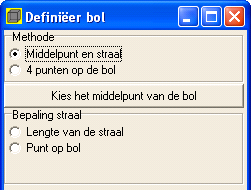 Definiëer bol
Methode
Middelpunt en straal
4 punten op de bol
Kies het middelpunt van de bol
Bepaling straal
Lengte van de straal
Punt op bol